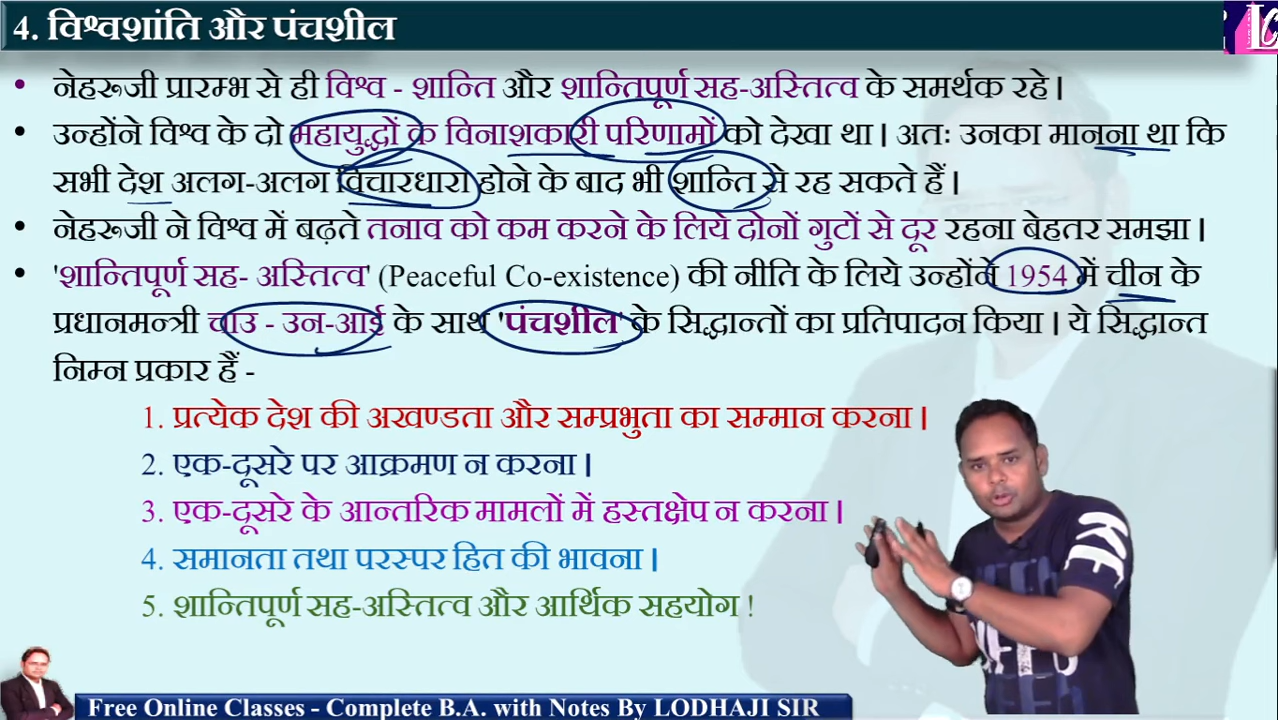 4. विश्वशांति और पंचशील
LC
• नेहरूजी प्रारम्भ से ही विश्व - शान्ति और शान्तिपूर्ण सह-अस्तित्व के समर्थक रहे।
• उन्होंने विश्व के दो महायुद्धों के विनाशकारी परिणामों को देखा था। अतः उनका मानना था कि
सभी देश अलग-अलग विचारधारा होने के बाद भी शान्ति से रह सकते हैं।
• नेहरूजी ने विश्व में बढ़ते तनाव को कम करने के लिये दोनों गुटों से दूर रहना बेहतर समझा।
• 'शान्तिपूर्ण सह- अस्तित्व' (Peaceful Co-existence) की नीति के लिये उन्होंने 1954 में चीन के
प्रधानमन्त्री चाउ - उन-आई के साथ 'पंचशील' के सिद्धान्तों का प्रतिपादन किया। ये सिद्धान्त
निम्न प्रकार हैं -
1. प्रत्येक देश की अखण्डता और सम्प्रभुता का सम्मान करना।
2. एक-दूसरे पर आक्रमण न करना।
3. एक-दूसरे के आन्तरिक मामलों में हस्तक्षेप न करना।
4. समानता तथा परस्पर हित की भावना।
5. शान्तिपूर्ण सह-अस्तित्व और आर्थिक सहयोग !
Free Online Classes - Complete B.A. with Notes By LODHAJI SIR